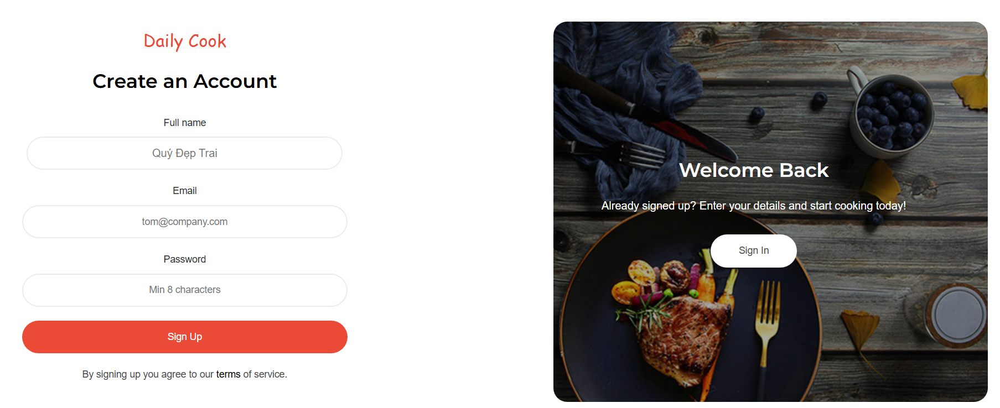 Daily Cook
Create an Account
Full name
Quý Đẹp Trai
Email
tom@company.com
Password
Min 8 characters
Sign Up
By signing up you agree to our terms of service.
Welcome Back
Already signed up? Enter your details and start cooking today!
Sign In